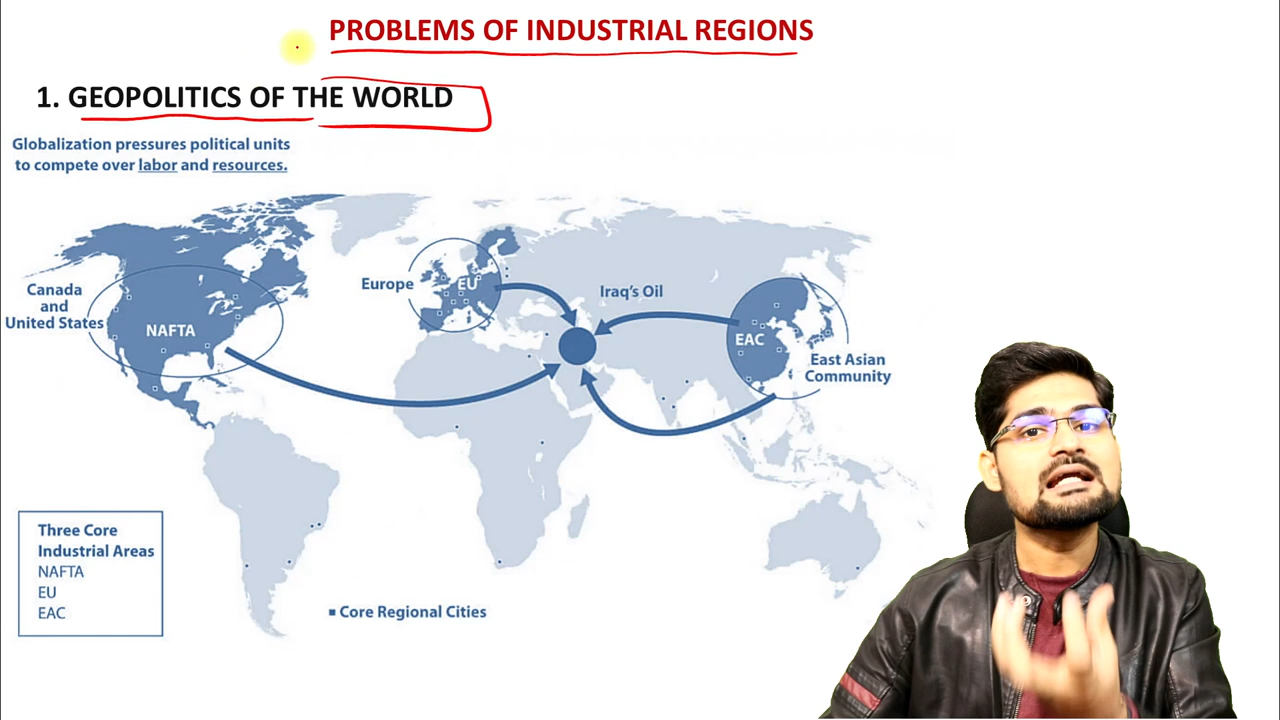 PROBLEMS OF INDUSTRIAL REGIONS
1. GEOPOLITICS OF THE WORLD
Globalization pressures political units
to compete over labor and resources.
Canada
and
United States
NAFTA
Europe
EU
Iraq's Oil
EAC
East Asian
Community
Three Core
Industrial Areas
NAFTA
EU
EAC
Core Regional Cities